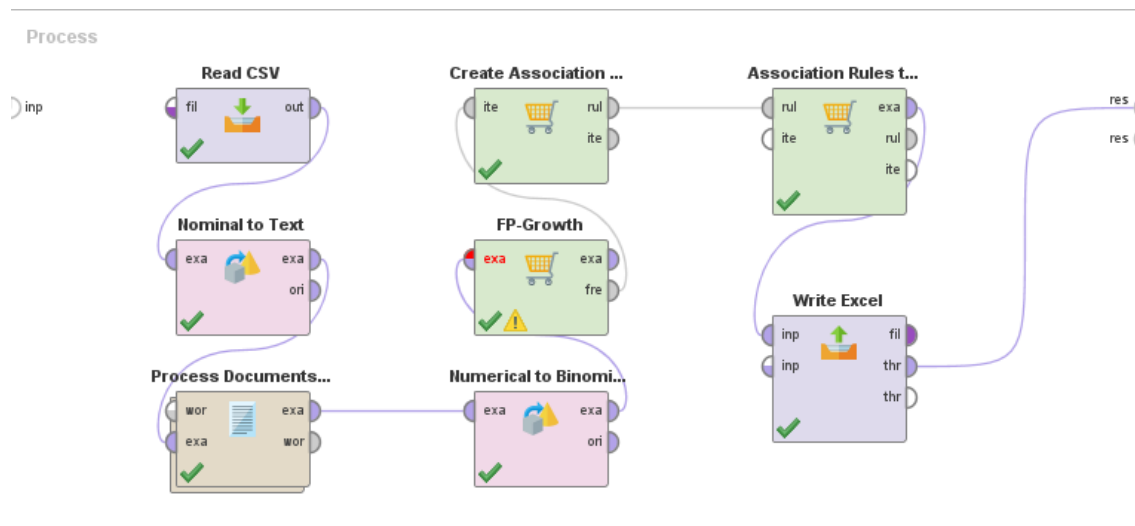 Process
inp
res
res
Read CSV
fil
out
Create Association ...
ite
rul
ite
Association Rules t...
rul
exa
ite
rul
ite
Nominal to Text
exa
exa
ori
FP-Growth
exa
exa
fre
Write Excel
inp
fil
inp
thr
thr
Process Documents...
wor
exa
exa
wor
Numerical to Binomi...
exa
exa
ori